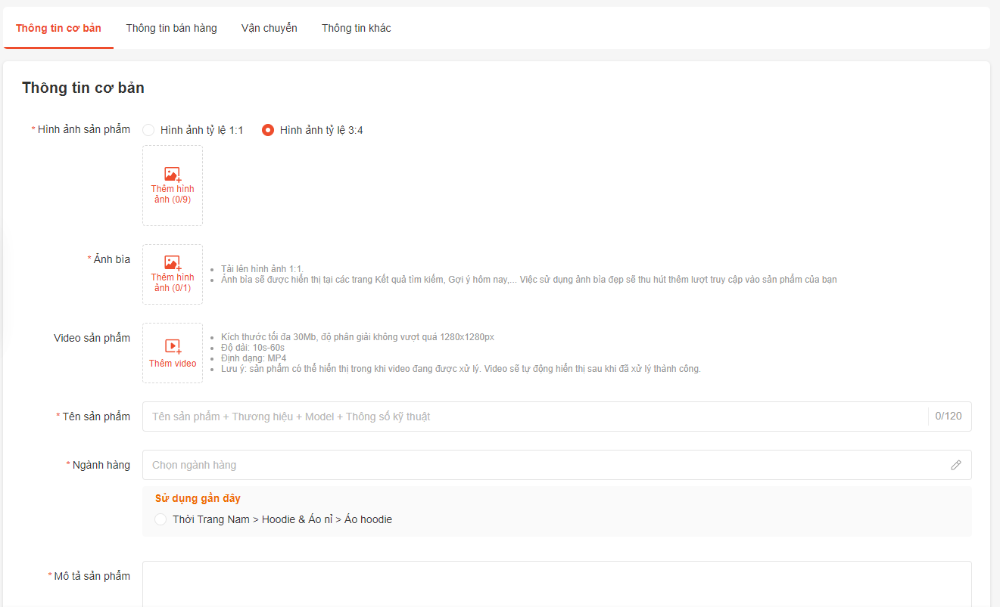 Thông tin cơ bản Thông tin bán hàng Vận chuyển Thông tin khác
Thông tin cơ bản
* Hình ảnh sản phẩm Hình ảnh tỷ lệ 1:1 Hình ảnh tỷ lệ 3:4
Thêm hình
ảnh (0/9)
* Ảnh bìa
Thêm hình
ảnh (0/1)
• Tải lên hình ảnh 1:1.
• Ảnh bìa sẽ được hiển thị tại các trang Kết quả tìm kiếm, Gợi ý hôm nay,... Việc sử dụng ảnh bìa đẹp sẽ thu hút thêm lượt truy cập vào sản phẩm của bạn
Video sản phẩm
Thêm video
• Kích thước tối đa 30Mb, độ phân giải không vượt quá 1280x1280px
• Độ dài: 10s-60s
• Định dạng: MP4
• Lưu ý: sản phẩm có thể hiển thị trong khi video đang được xử lý. Video sẽ tự động hiển thị sau khi đã xử lý thành công.
* Tên sản phẩm Tên sản phẩm + Thương hiệu + Model + Thông số kỹ thuật 0/120
* Ngành hàng Chọn ngành hàng
Sử dụng gần đây
Thời Trang Nam > Hoodie & Áo nỉ > Áo hoodie
* Mô tả sản phẩm